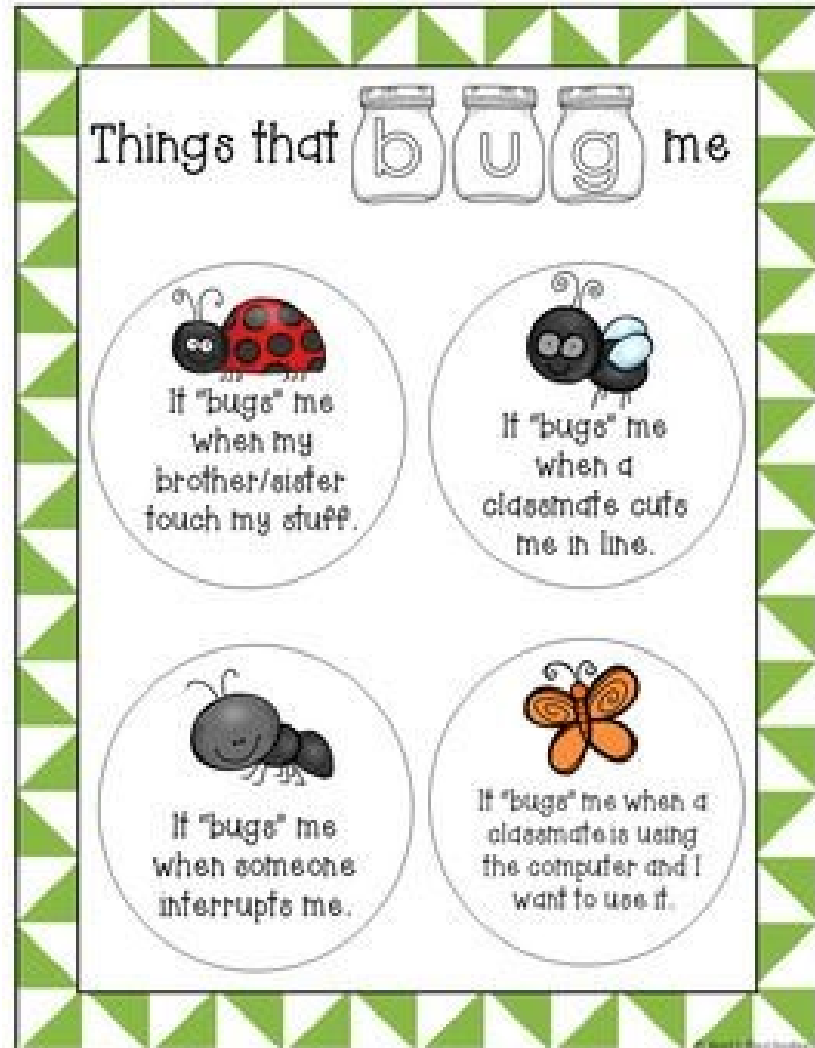 Things that bug me
It "bugs" me
when my
brother/sister
touch my stuff.
It "bugs" me
when a
classmate cuts
me in line.
It "bugs" me
when someone
interrupts me.
It "bugs" me when a
classmate is using
the computer and I
want to use it.